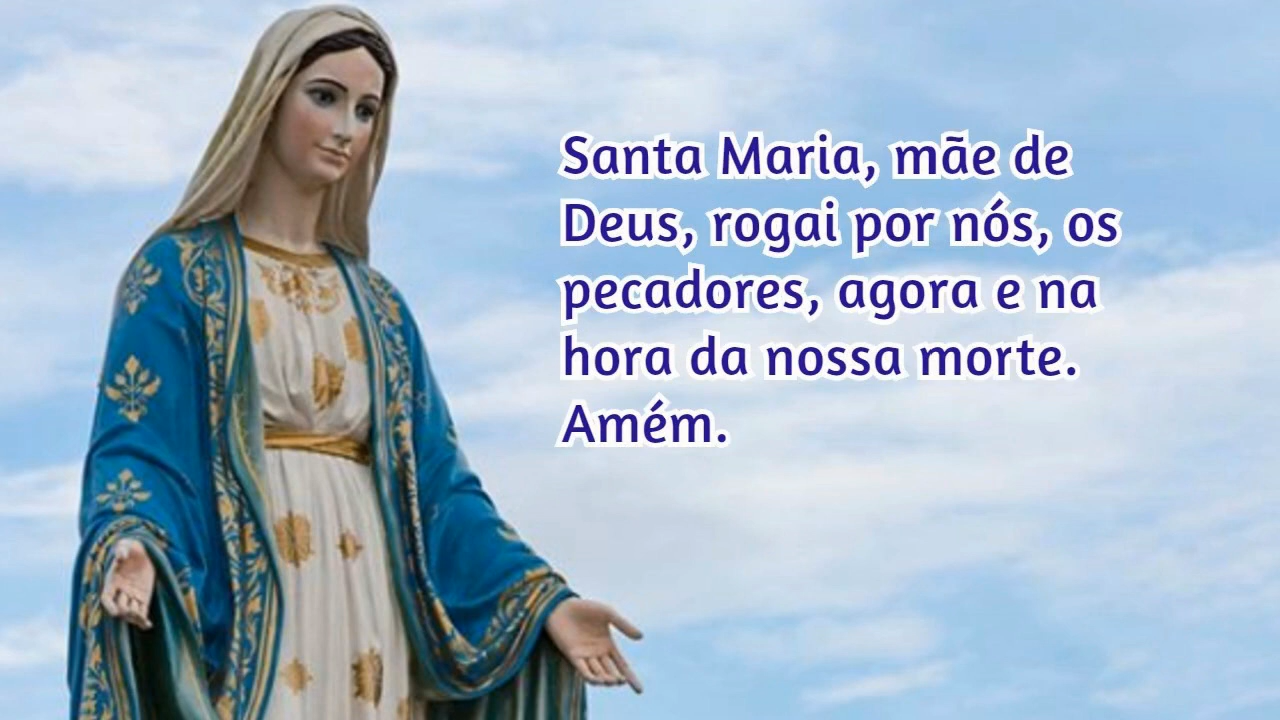 Santa Maria, mãe de
Deus, rogai por nós, os
pecadores, agora e na
hora da nossa morte.
Amém.